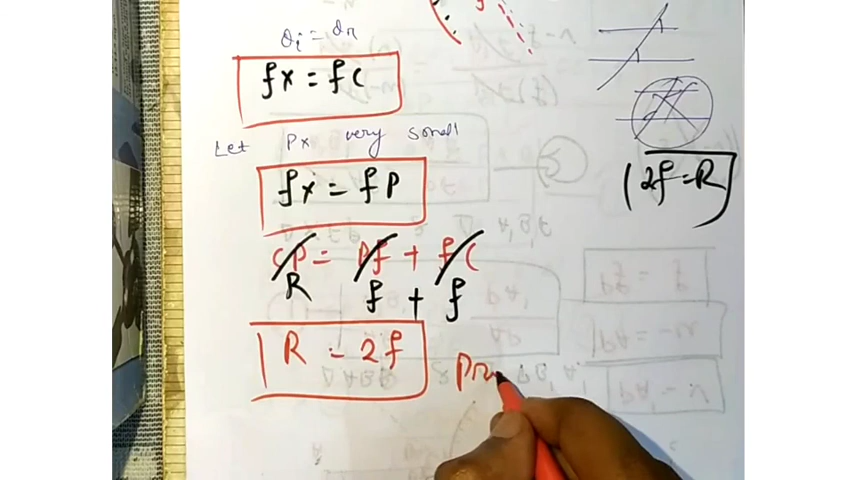 θi = θr
fx = fC
Let Px very small
fx = fP
CP = Pf + fC
R f + f
R = 2f
2f = R